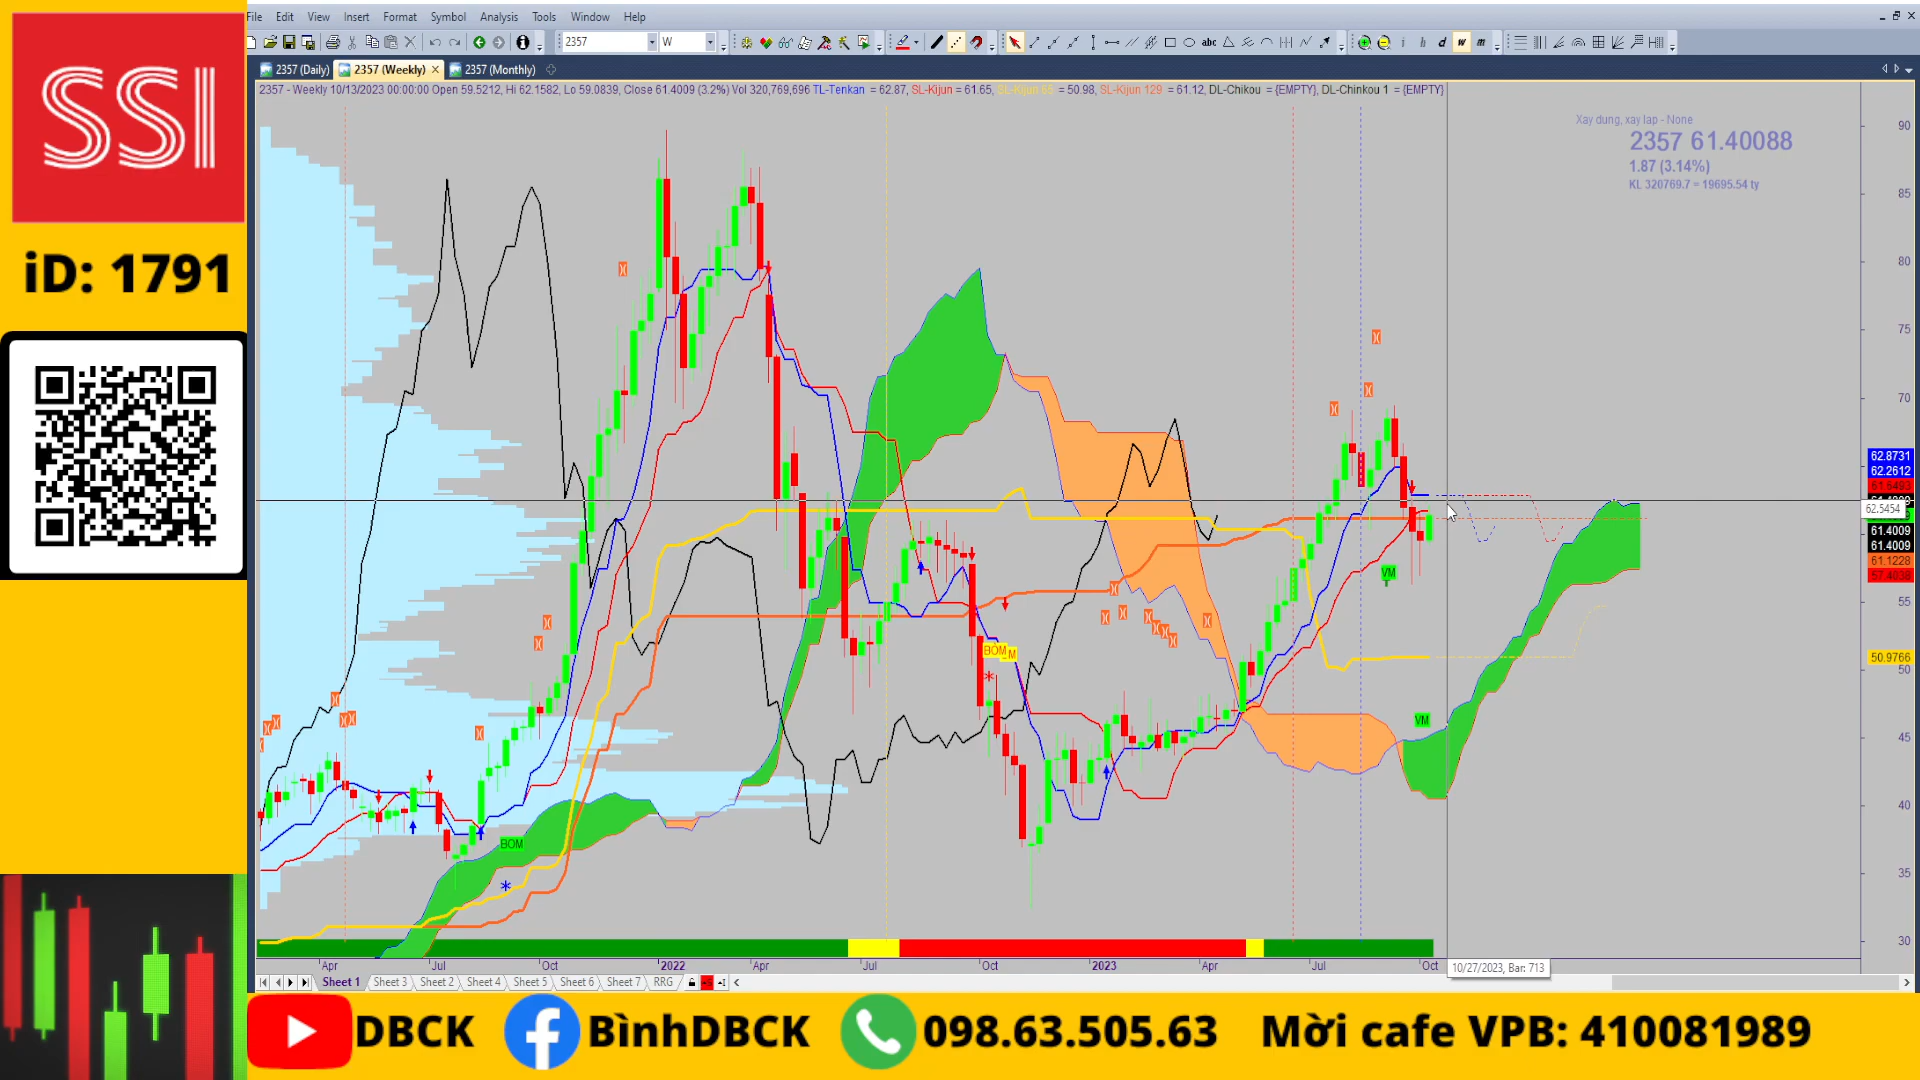 SSI
iD: 1791
File Edit View Insert Format Symbol Analysis Tools Window Help
2357 W
abc i h d w m
2357 (Daily) 2357 (Weekly) 2357 (Monthly)
2357 - Weekly 10/13/2023 00:00:00 Open 59.5212, Hi 62.1582, Lo 59.0839, Close 61.4009 (3.2%) Vol 320,769,696 TL-Tenkan = 62.87, SL-Kijun = 61.65, SL-Kijun 65 = 50.98, SL-Kijun 129 = 61.12, DL-Chikou = {EMPTY}, DL-Chinkou 1 = {EMPTY}
Xay dung, xay lap - None
2357 61.40088
1.87 (3.14%)
KL 320769.7 = 19695.54 ty
90
85
80
75
70
62.8731
62.2612
62.5454
61.4009
61.4009
61.1228
57.4038
55
50.9766
50
45
40
35
30
BOM
BOM
M
VM
VM
Apr Jul Oct 2022 Apr Jul Oct 2023 Apr Jul Oct
10/27/2023, Bar: 713
Sheet 1 Sheet 3 Sheet 2 Sheet 4 Sheet 5 Sheet 6 Sheet 7 RRG
DBCK BìnhDBCK 098.63.505.63 Mời cafe VPB: 410081989